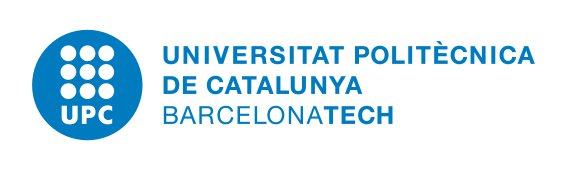 UPC
UNIVERSITAT POLITÈCNICA
DE CATALUNYA
BARCELONATECH